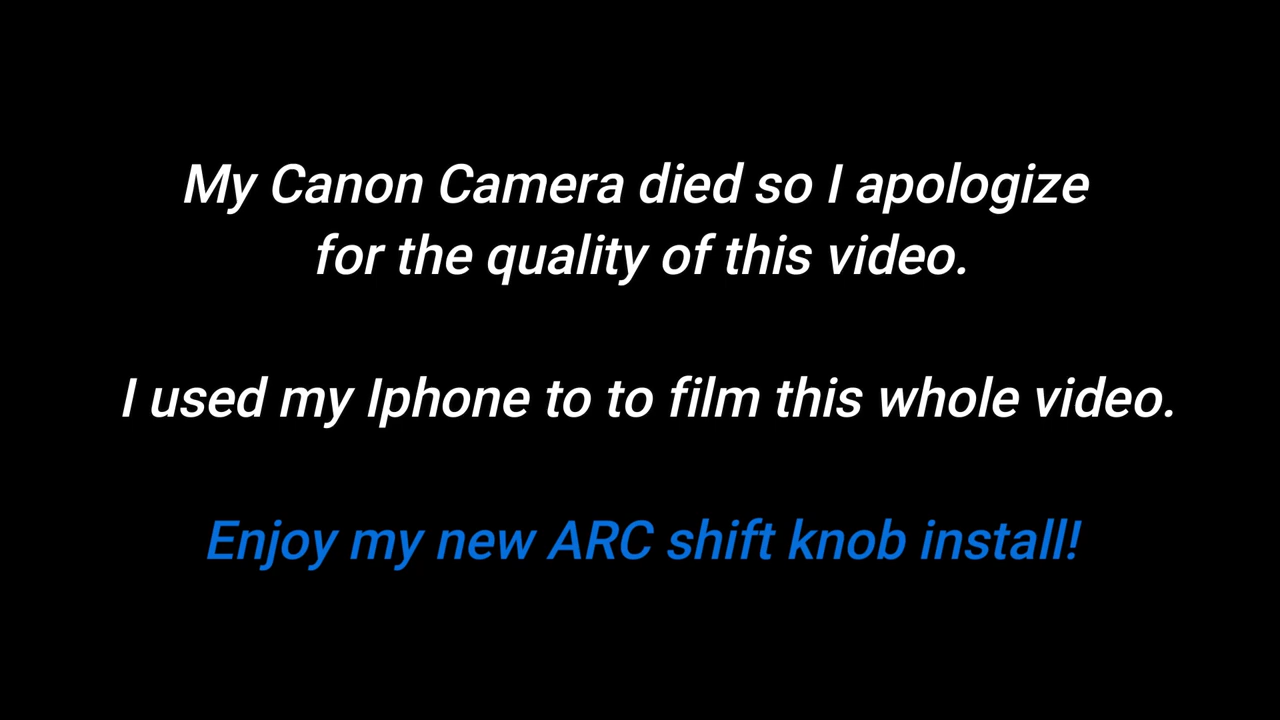 My Canon Camera died so I apologize
for the quality of this video.
I used my Iphone to to film this whole video.
Enjoy my new ARC shift knob install!